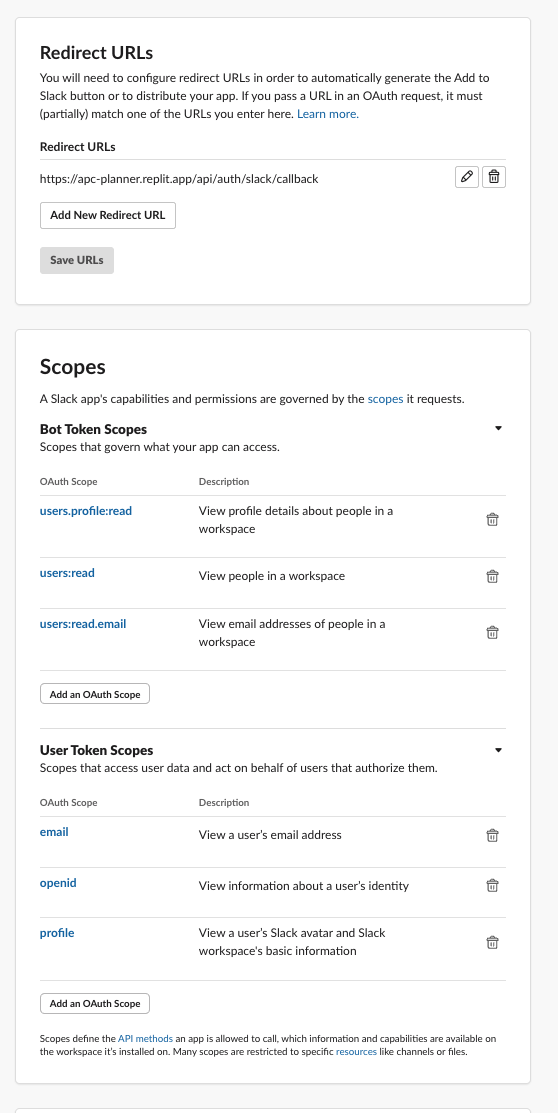 Redirect URLs
You will need to configure redirect URLs in order to automatically generate the Add to
Slack button or to distribute your app. If you pass a URL in an OAuth request, it must
(partially) match one of the URLs you enter here. Learn more.
Redirect URLs
https://apc-planner.replit.app/api/auth/slack/callback
Add New Redirect URL
Save URLs
Scopes
A Slack app's capabilities and permissions are governed by the scopes it requests.
Bot Token Scopes
Scopes that govern what your app can access.
OAuth Scope Description
users.profile:read View profile details about people in a
workspace
users:read View people in a workspace
users:read.email View email addresses of people in a
workspace
Add an OAuth Scope
User Token Scopes
Scopes that access user data and act on behalf of users that authorize them.
OAuth Scope Description
email View a user's email address
openid View information about a user's identity
profile View a user's Slack avatar and Slack
workspace's basic information
Add an OAuth Scope
Scopes define the API methods an app is allowed to call, which information and capabilities are available on
the workspace it's installed on. Many scopes are restricted to specific resources like channels or files.